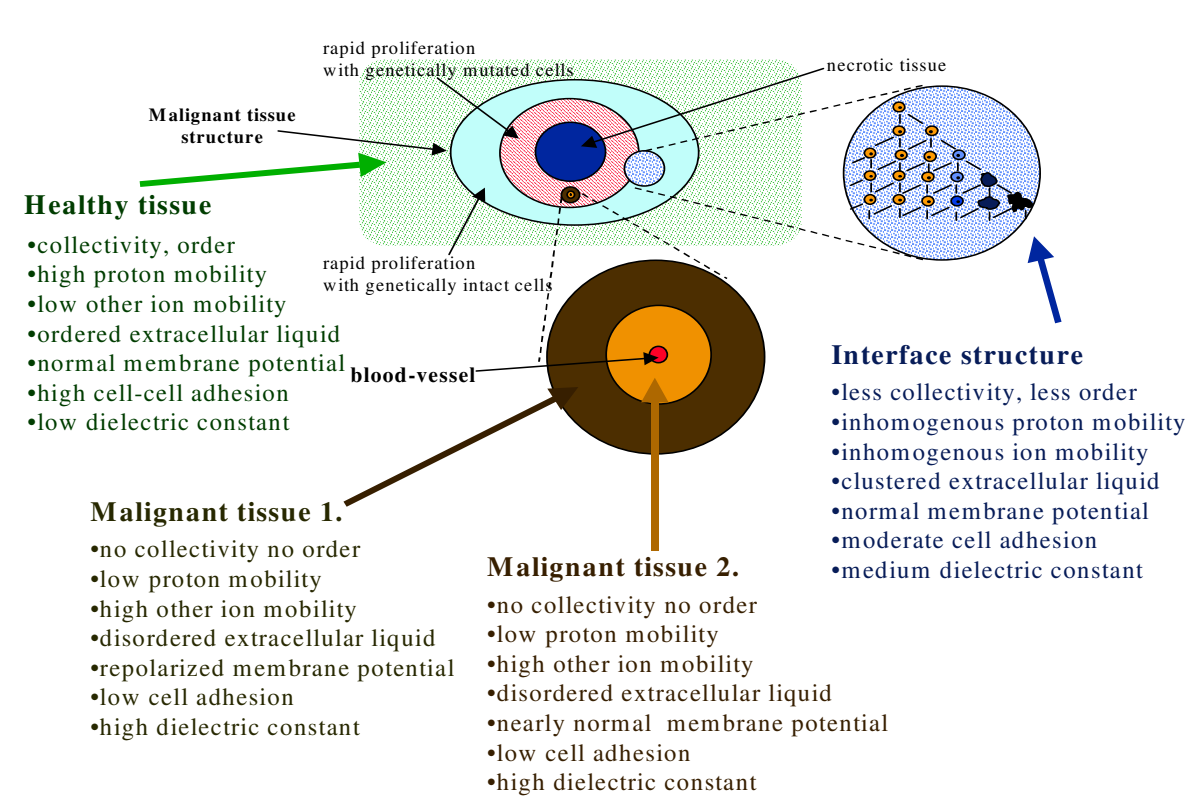 rapid proliferation
with genetically mutated cells
necrotic tissue
Malignant tissue
structure
Healthy tissue
•collectivity, order
•high proton mobility
•low other ion mobility
•ordered extracellular liquid
•normal membrane potential
•high cell-cell adhesion
•low dielectric constant
rapid proliferation
with genetically intact cells
blood-vessel
Interface structure
•less collectivity, less order
•inhomogenous proton mobility
•inhomogenous ion mobility
•clustered extracellular liquid
•normal membrane potential
•moderate cell adhesion
•medium dielectric constant
Malignant tissue 1.
•no collectivity no order
•low proton mobility
•high other ion mobility
•disordered extracellular liquid
•repolarized membrane potential
•low cell adhesion
•high dielectric constant
Malignant tissue 2.
•no collectivity no order
•low proton mobility
•high other ion mobility
•disordered extracellular liquid
•nearly normal  membrane potential
•low cell adhesion
•high dielectric constant